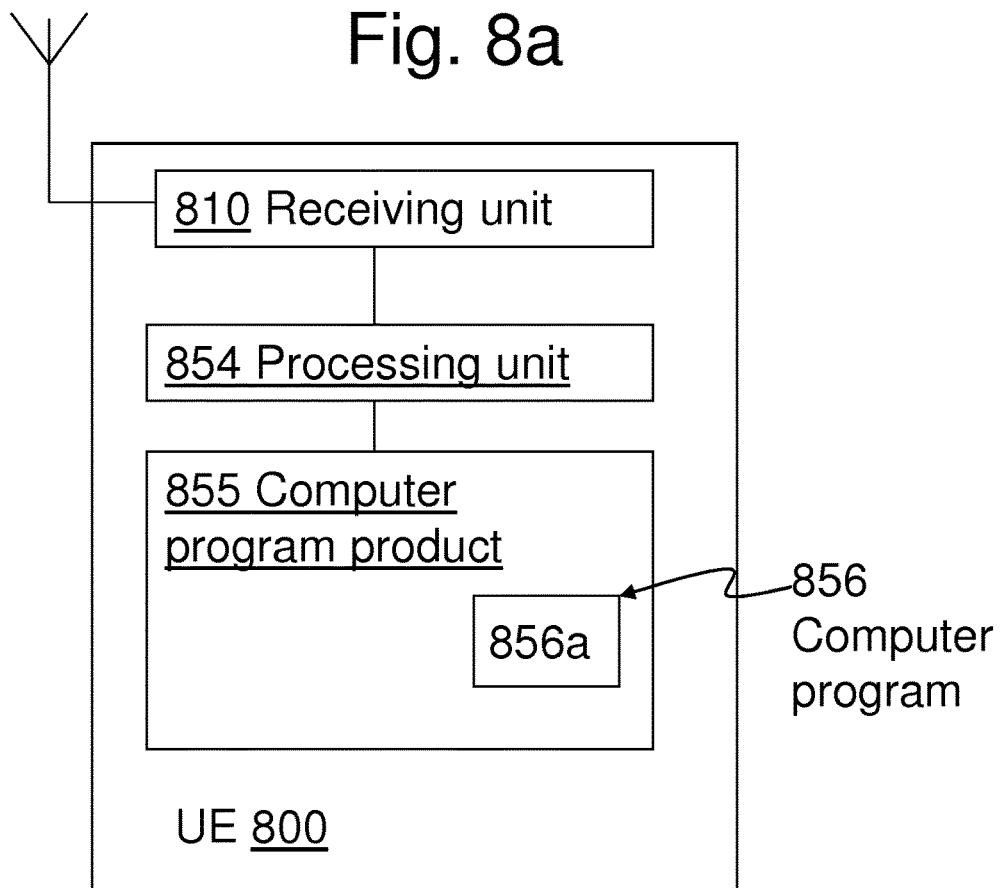 Fig. 8a
810 Receiving unit
854 Processing unit
855 Computer
program product
856a
856
Computer
program
UE 800